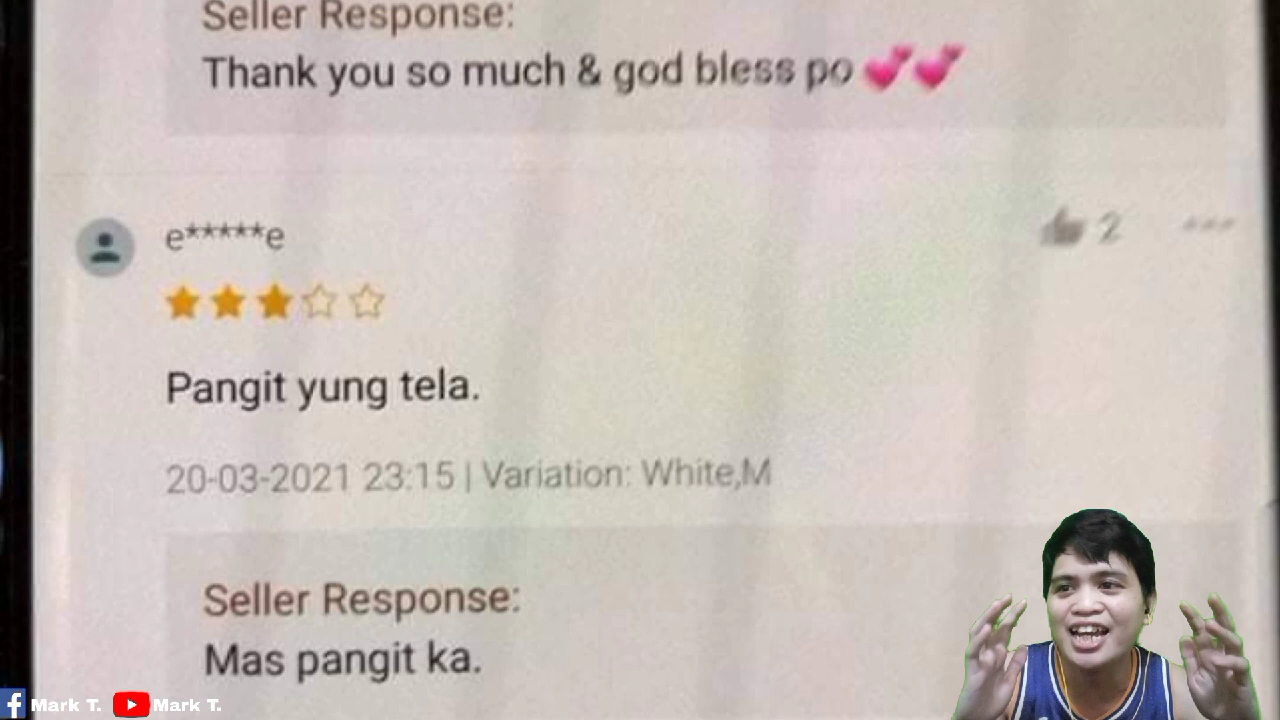 Seller Response:
Thank you so much & god bless po 💕💕
e*****e
2
Pangit yung tela.
20-03-2021 23:15 | Variation: White,M
Seller Response:
Mas pangit ka.
Mark T.
Mark T.